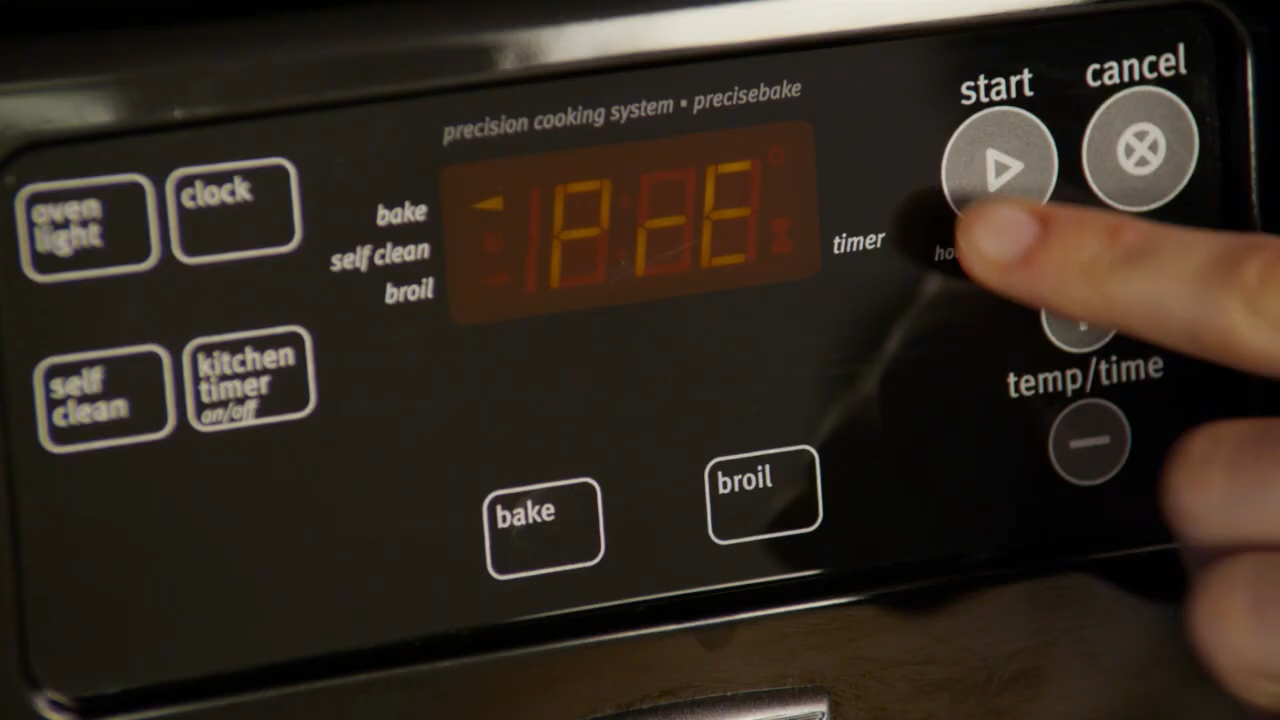 precision cooking system ▪ precisebake
start
cancel
oven
light
clock
bake
self clean
broil
PrE
timer
self
clean
kitchen
timer
on/off
temp/time
bake
broil